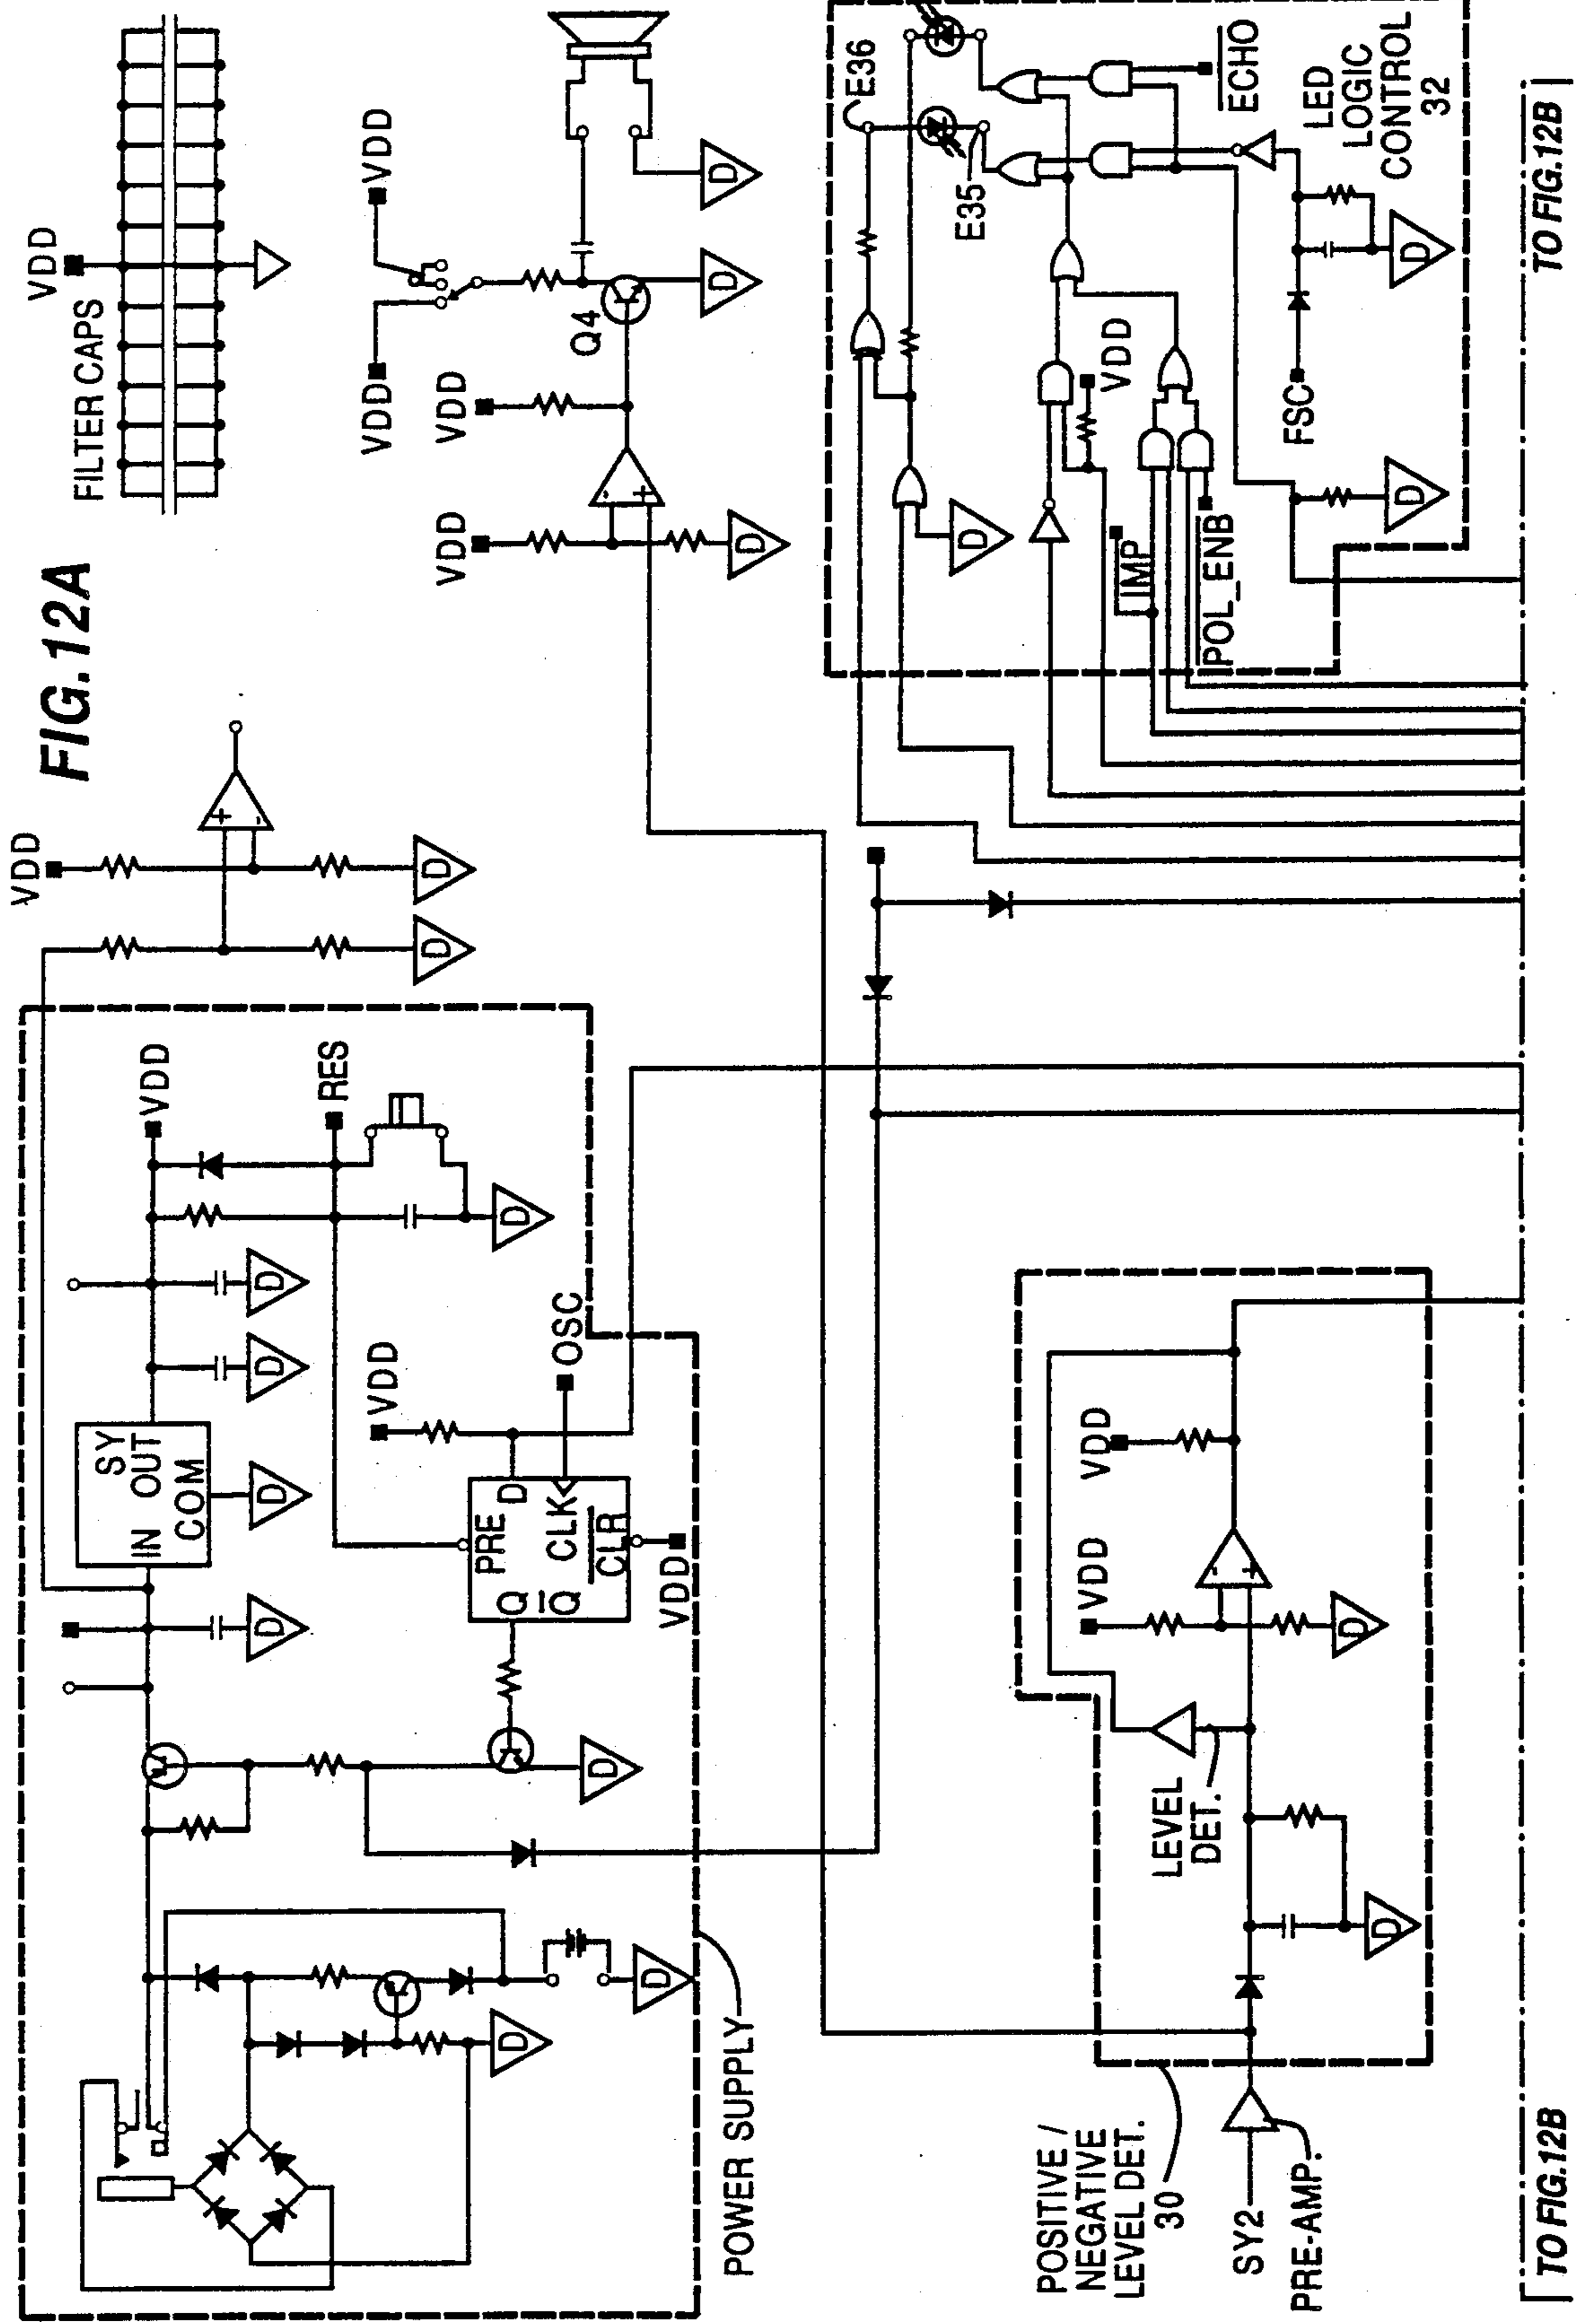 FIG.12A
POWER SUPPLY
IN
SY
OUT
COM
D
D
D
D
VDD
RES
D
VDD
OSC
PRE
D
CLK
CLR
Q
Q
VDD
D
D
D
VDD
D
D
VDD
FILTER CAPS
VDD
VDD
VDD
VDD
Q4
-
+
+
-
D
D
D
POSITIVE /
NEGATIVE
LEVEL DET.
30
SY2
PRE-AMP.
LEVEL
DET.
VDD
VDD
-
+
D
D
E36
E35
ECHO
LED
LOGIC
CONTROL
32
D
FSC
D
D
VDD
IMP
POL_ENB
TO FIG.12B
TO FIG.12B